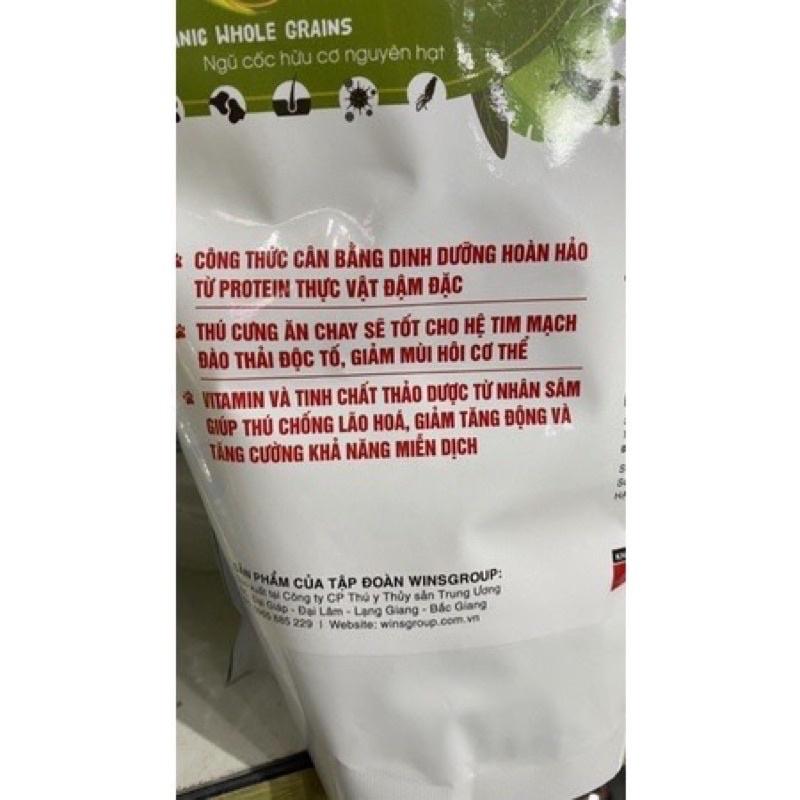 WHOLE GRAINS
Ngũ cốc hữu cơ nguyên hạt
CÔNG THỨC CÂN BẰNG DINH DƯỠNG HOÀN HẢO
TỪ PROTEIN THỰC VẬT ĐẬM ĐẶC
THÚ CƯNG ĂN CHAY SẼ TỐT CHO HỆ TIM MẠCH
ĐÀO THẢI ĐỘC TỐ, GIẢM MÙI HÔI CƠ THỂ
VITAMIN VÀ TINH CHẤT THẢO DƯỢC TỪ NHÂN SÂM
GIÚP THÚ CHỐNG LÃO HOÁ, GIẢM TĂNG ĐỘNG VÀ
TĂNG CƯỜNG KHẢ NĂNG MIỄN DỊCH
SẢN PHẨM CỦA TẬP ĐOÀN WINSGROUP:
xuất tại Công ty CP Thú y Thủy sản Trung Ương
Đại Giáp - Đại Lâm - Lạng Giang - Bắc Giang
885 229 | Website: winsgroup.com.vn